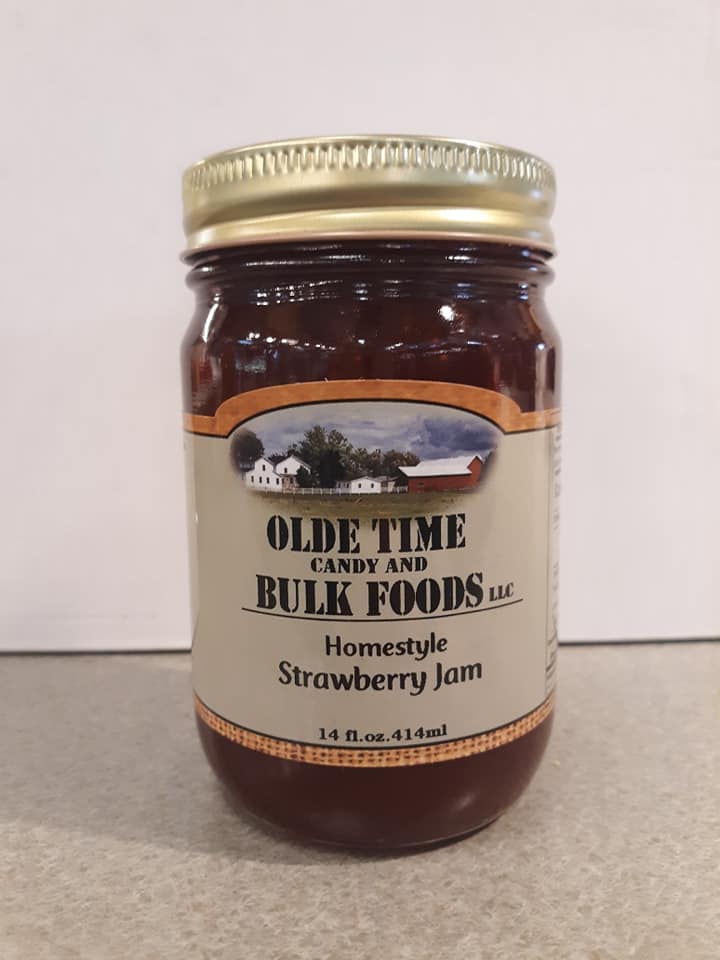 OLDE TIME
CANDY AND
BULK FOODS LLC
Homestyle
Strawberry Jam
14 fl.oz.414ml